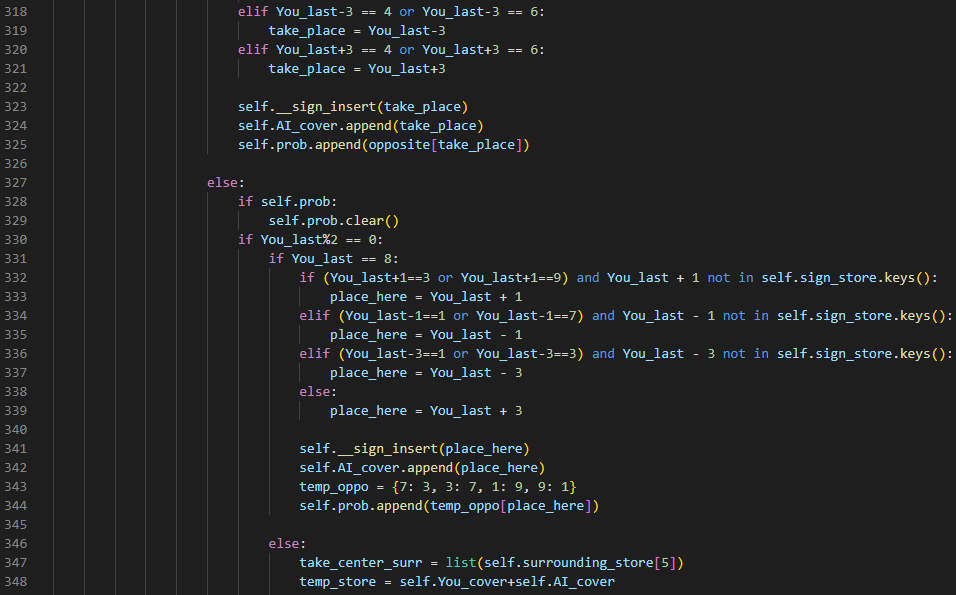 318 elif You_last-3 == 4 or You_last-3 == 6:
319 take_place = You_last-3
320 elif You_last+3 == 4 or You_last+3 == 6:
321 take_place = You_last+3
322
323 self.__sign_insert(take_place)
324 self.AI_cover.append(take_place)
325 self.prob.append(opposite[take_place])
326
327 else:
328 if self.prob:
329 self.prob.clear()
330 if You_last%2 == 0:
331 if You_last == 8:
332 if (You_last+1==3 or You_last+1==9) and You_last + 1 not in self.sign_store.keys():
333 place_here = You_last + 1
334 elif (You_last-1==1 or You_last-1==7) and You_last - 1 not in self.sign_store.keys():
335 place_here = You_last - 1
336 elif (You_last-3==1 or You_last-3==3) and You_last - 3 not in self.sign_store.keys():
337 place_here = You_last - 3
338 else:
339 place_here = You_last + 3
340
341 self.__sign_insert(place_here)
342 self.AI_cover.append(place_here)
343 temp_oppo = {7: 3, 3: 7, 1: 9, 9: 1}
344 self.prob.append(temp_oppo[place_here])
345
346 else:
347 take_center_surr = list(self.surrounding_store[5])
348 temp_store = self.You_cover+self.AI_cover